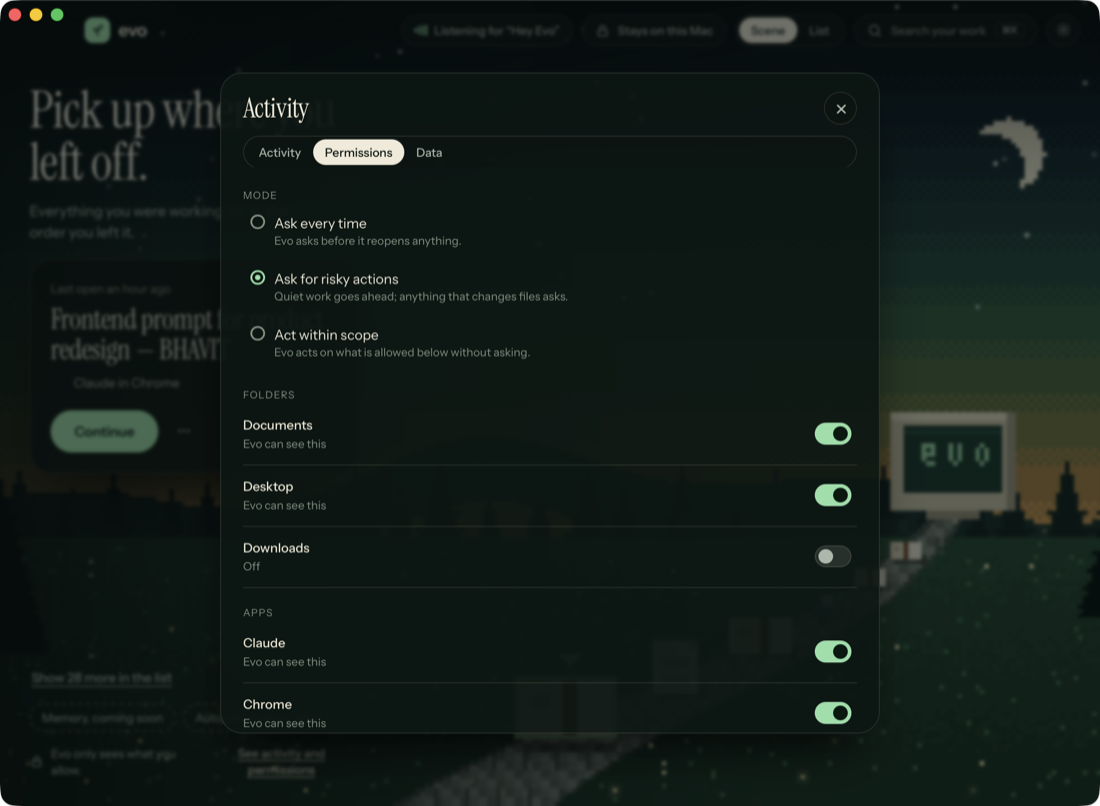 evo
Listening for "Hey Evo"
Stays on this Mac
Scene
List
Search your work
⌘K
Pick up where you
left off.
Everything you were working
order you left it.
Last open an hour ago
Frontend prompt for product
redesign — BHAVI
Claude in Chrome
Continue
Show 28 more in the list
Memory, coming soon
Evo only sees what you
allow.
See activity and
permissions
Activity
Activity
Permissions
Data
MODE
Ask every time
Evo asks before it reopens anything.
Ask for risky actions
Quiet work goes ahead; anything that changes files asks.
Act within scope
Evo acts on what is allowed below without asking.
FOLDERS
Documents
Evo can see this
Desktop
Evo can see this
Downloads
Off
APPS
Claude
Evo can see this
Chrome
Evo can see this
evo